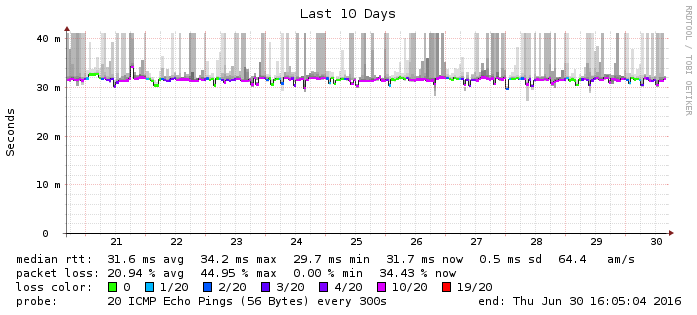 Last 10 Days
RRDTOOL / TOBI OETIKER
Seconds
40 m
30 m
20 m
10 m
0
21 22 23 24 25 26 27 28 29 30
median rtt: 31.6 ms avg 34.2 ms max 29.7 ms min 31.7 ms now 0.5 ms sd 64.4 am/s
packet loss: 20.94 % avg 44.95 % max 0.00 % min 34.43 % now
loss color: 0 1/20 2/20 3/20 4/20 10/20 19/20
probe: 20 ICMP Echo Pings (56 Bytes) every 300s end: Thu Jun 30 16:05:04 2016